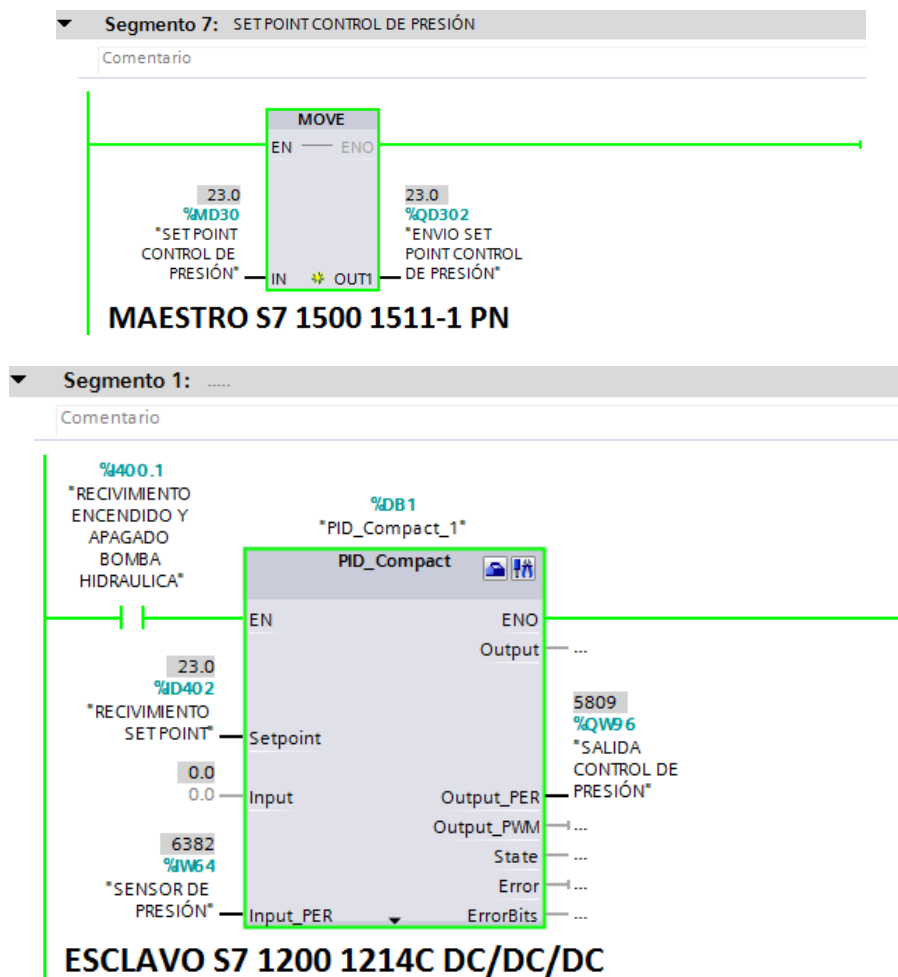 Segmento 7: SET POINT CONTROL DE PRESIÓN
Comentario
MOVE
EN
ENO
23.0
%MD30
"SET POINT
CONTROL DE
PRESIÓN"
IN
OUT1
23.0
%QD302
"ENVIO SET
POINT CONTROL
DE PRESIÓN"
MAESTRO S7 1500 1511-1 PN
Segmento 1: .....
Comentario
%I400.1
"RECIVIMIENTO
ENCENDIDO Y
APAGADO
BOMBA
HIDRAULICA"
%DB1
"PID_Compact_1"
PID_Compact
EN
ENO
Output
...
23.0
%ID402
"RECIVIMIENTO
SET POINT"
Setpoint
0.0
0.0
Input
6382
%IW64
"SENSOR DE
PRESIÓN"
Input_PER
5809
%QW96
"SALIDA
CONTROL DE
PRESIÓN"
Output_PER
Output_PWM
...
State
...
Error
...
ErrorBits
...
ESCLAVO S7 1200 1214C DC/DC/DC